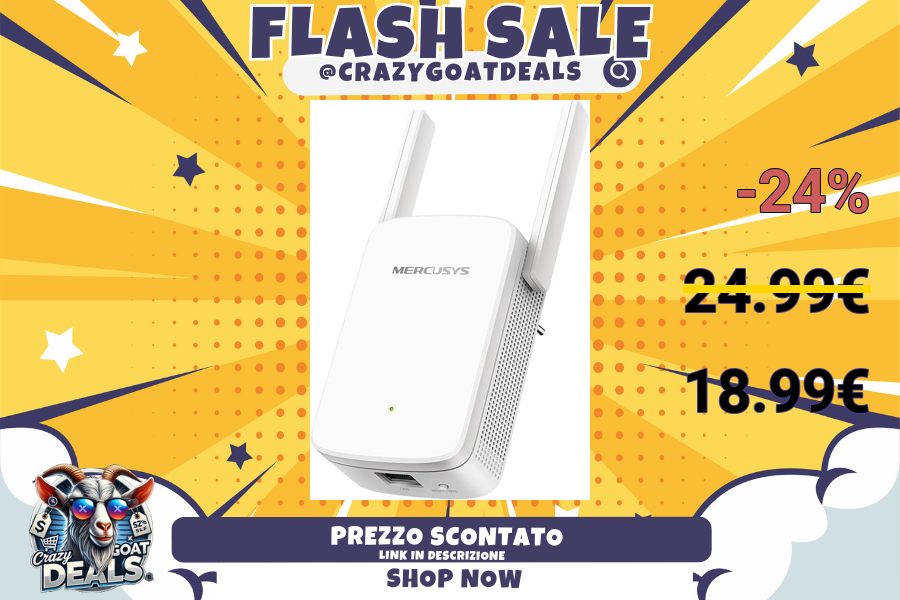 FLASH SALE
@CRAZYGOATDEALS
MERCUSYS
-24%
24.99€
18.99€
PREZZO SCONTATO
LINK IN DESCRIZIONE
SHOP NOW
$
52%
Crazy
GOAT
DEALS